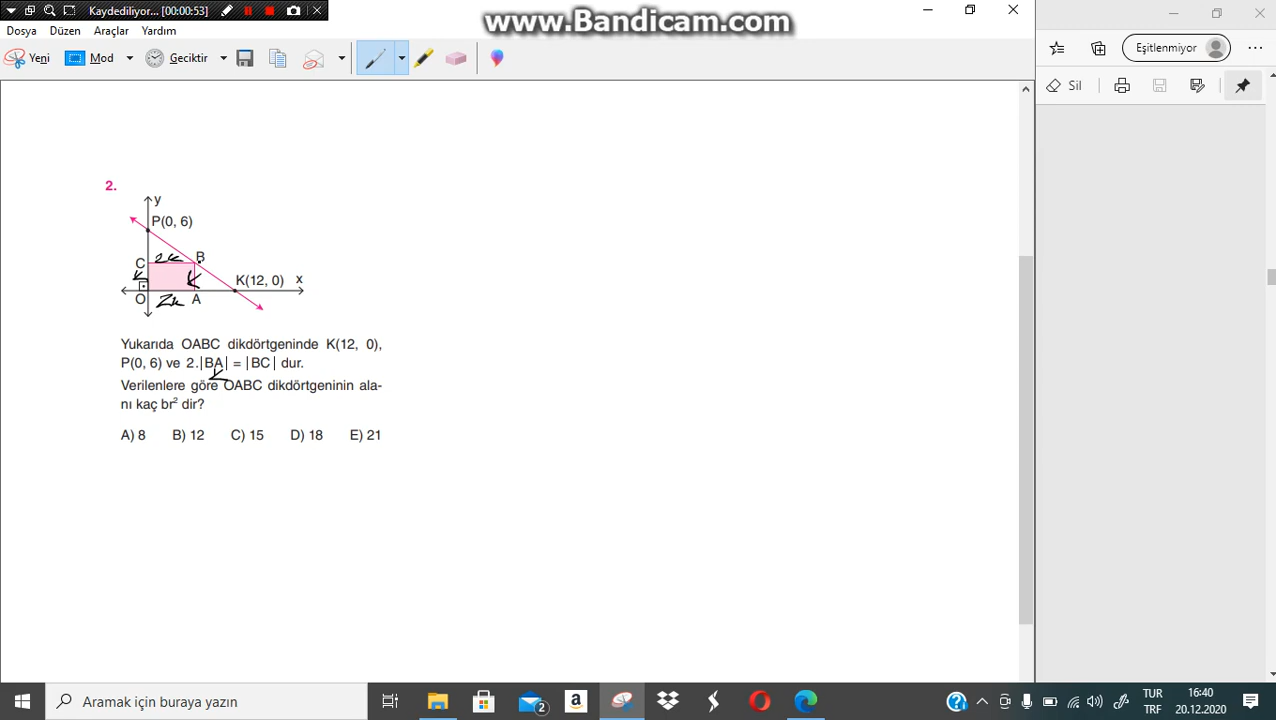 Kaydediliyor... [00:00:53]
www.Bandicam.com
Dosya Düzen Araçlar Yardım
Yeni Mod Geciktir
Eşitlenmiyor
Sil
2.
y
P(0, 6)
2k
C B
k k
K(12, 0) x
O 2k A
Yukarıda OABC dikdörtgeninde K(12, 0),
P(0, 6) ve 2.|BA| = |BC| dur.
k
Verilenlere göre OABC dikdörtgeninin ala-
nı kaç br² dir?
A) 8 B) 12 C) 15 D) 18 E) 21
Aramak için buraya yazın
2
a
TUR 16:40
TRF 20.12.2020